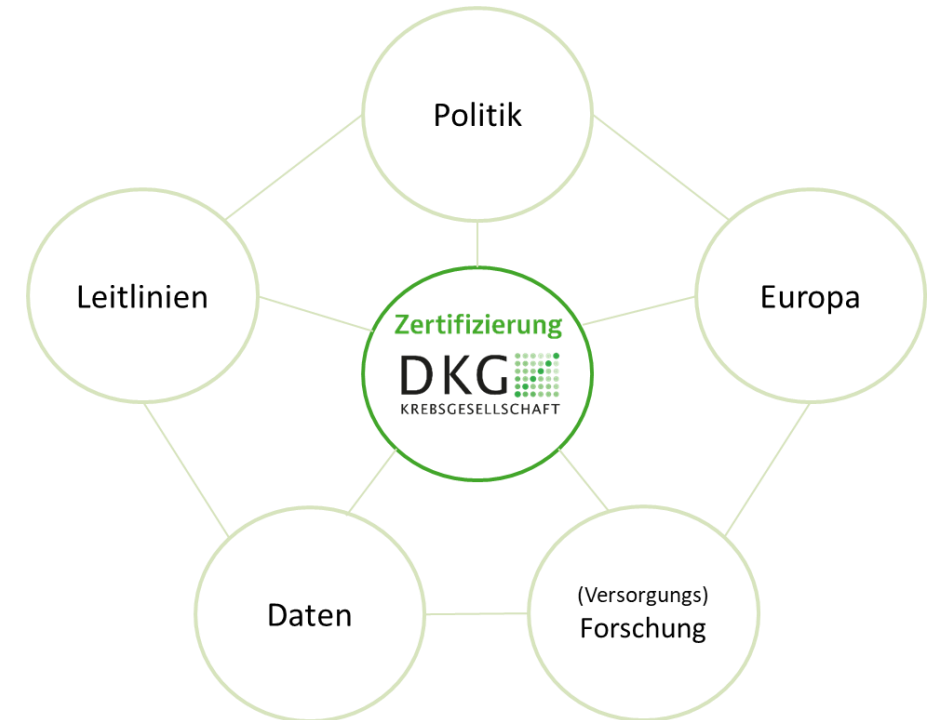 Politik
Leitlinien
Europa
Zertifizierung
DKG
KREBSGESELLSCHAFT
Daten
(Versorgungs)
Forschung